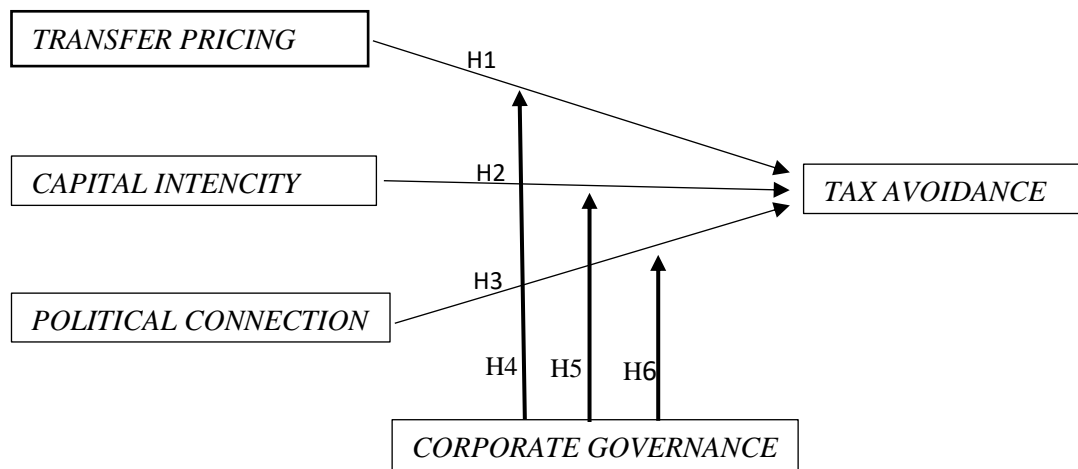 TRANSFER PRICING
H1
CAPITAL INTENCITY
H2
TAX AVOIDANCE
H3
POLITICAL CONNECTION
H4
H5
H6
CORPORATE GOVERNANCE